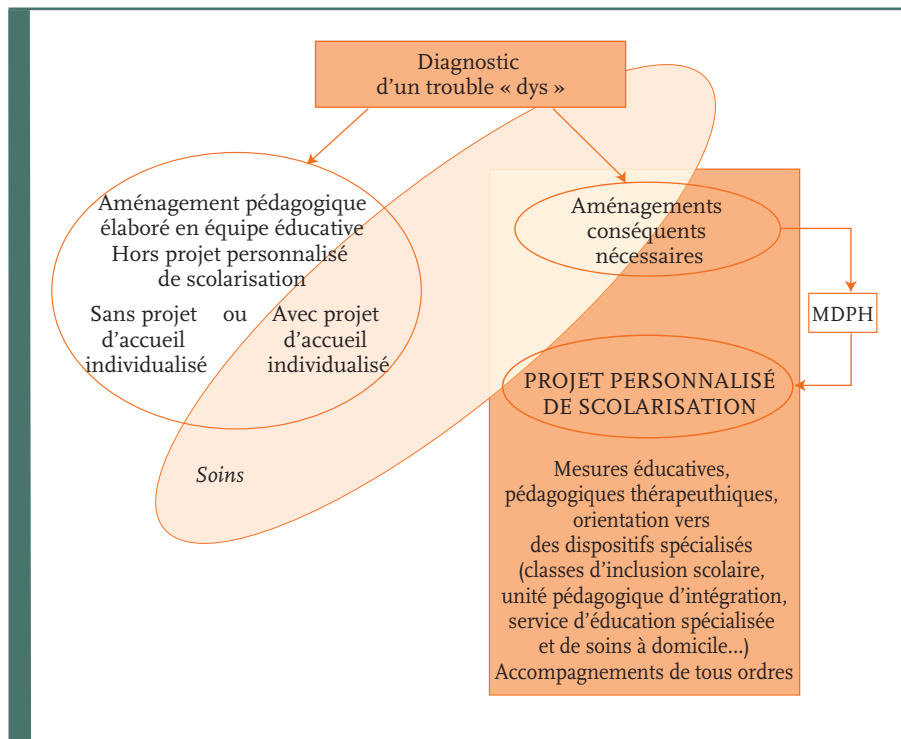 Diagnostic
d'un trouble « dys »
Aménagement pédagogique
élaboré en équipe éducative
Hors projet personnalisé
de scolarisation
Sans projet ou Avec projet
d'accueil d'accueil
individualisé individualisé
Soins
Aménagements
conséquents
nécessaires
MDPH
PROJET PERSONNALISÉ
DE SCOLARISATION
Mesures éducatives,
pédagogiques thérapeuthiques,
orientation vers
des dispositifs spécialisés
(classes d'inclusion scolaire,
unité pédagogique d'intégration,
service d'éducation spécialisée
et de soins à domicile...)
Accompagnements de tous ordres